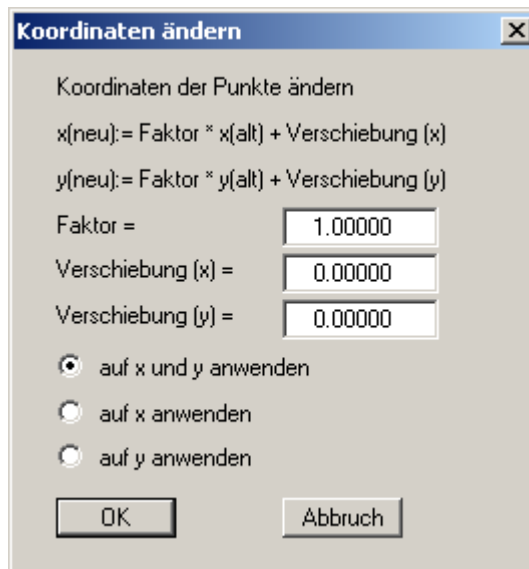 Koordinaten ändern
Koordinaten der Punkte ändern
x(neu):= Faktor * x(alt) + Verschiebung (x)
y(neu):= Faktor * y(alt) + Verschiebung (y)
Faktor = 1.00000
Verschiebung (x) = 0.00000
Verschiebung (y) = 0.00000
auf x und y anwenden
auf x anwenden
auf y anwenden
OK Abbruch